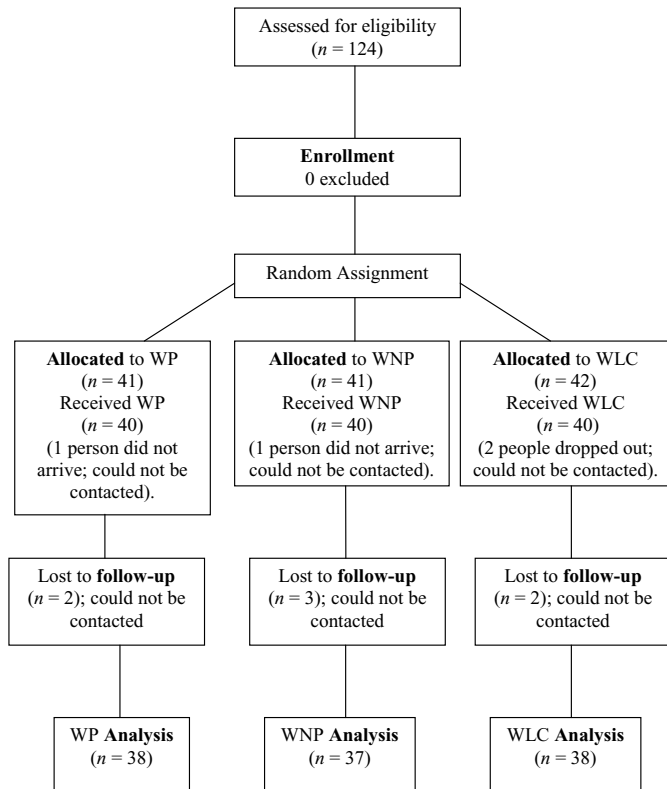 Assessed for eligibility
(n = 124)
Enrollment
0 excluded
Random Assignment
Allocated to WP
(n = 41)
Received WP
(n = 40)
(1 person did not
arrive; could not be
contacted).
Allocated to WNP
(n = 41)
Received WNP
(n = 40)
(1 person did not arrive;
could not be contacted).
Allocated to WLC
(n = 42)
Received WLC
(n = 40)
(2 people dropped out;
could not be contacted).
Lost to follow-up
(n = 2); could not be
contacted
Lost to follow-up
(n = 3); could not be
contacted
Lost to follow-up
(n = 2); could not be
contacted
WP Analysis
(n = 38)
WNP Analysis
(n = 37)
WLC Analysis
(n = 38)